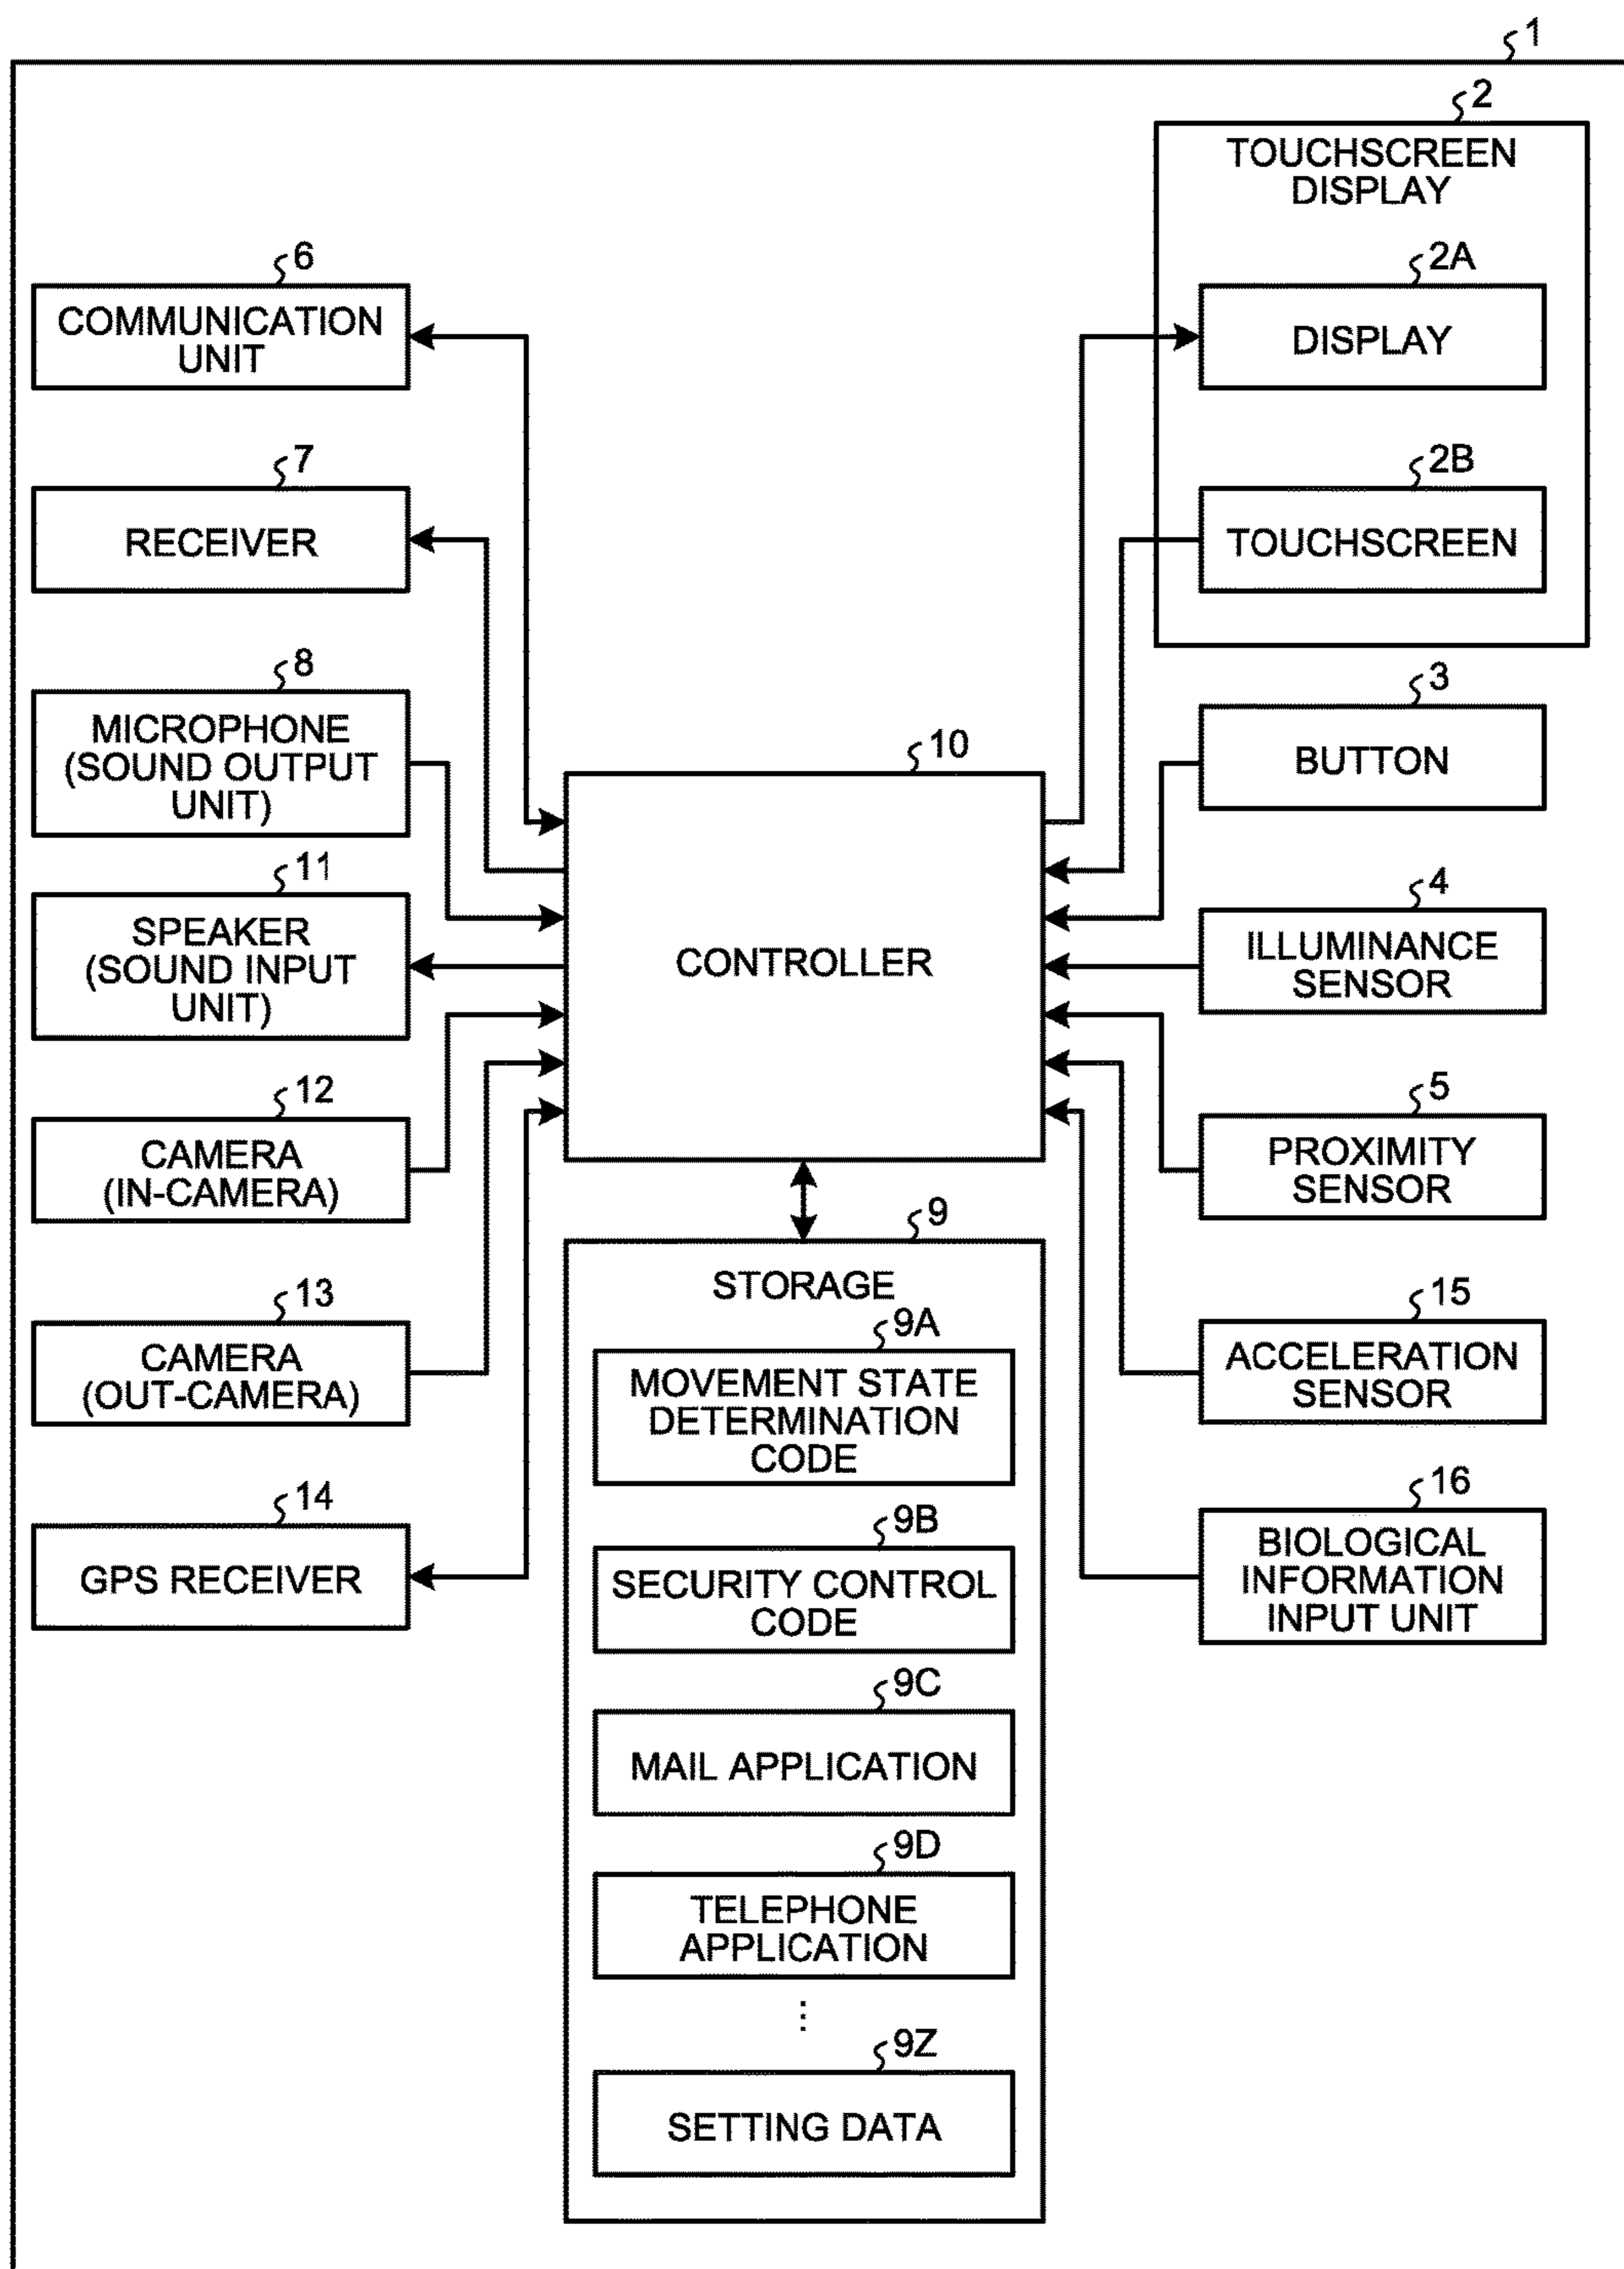 1
2
TOUCHSCREEN
DISPLAY
2A
DISPLAY
2B
TOUCHSCREEN
6
COMMUNICATION
UNIT
7
RECEIVER
8
MICROPHONE
(SOUND OUTPUT
UNIT)
11
SPEAKER
(SOUND INPUT
UNIT)
12
CAMERA
(IN-CAMERA)
13
CAMERA
(OUT-CAMERA)
14
GPS RECEIVER
10
CONTROLLER
9
STORAGE
9A
MOVEMENT STATE
DETERMINATION
CODE
9B
SECURITY CONTROL
CODE
9C
MAIL APPLICATION
9D
TELEPHONE
APPLICATION
⋮
9Z
SETTING DATA
3
BUTTON
4
ILLUMINANCE
SENSOR
5
PROXIMITY
SENSOR
15
ACCELERATION
SENSOR
16
BIOLOGICAL
INFORMATION
INPUT UNIT